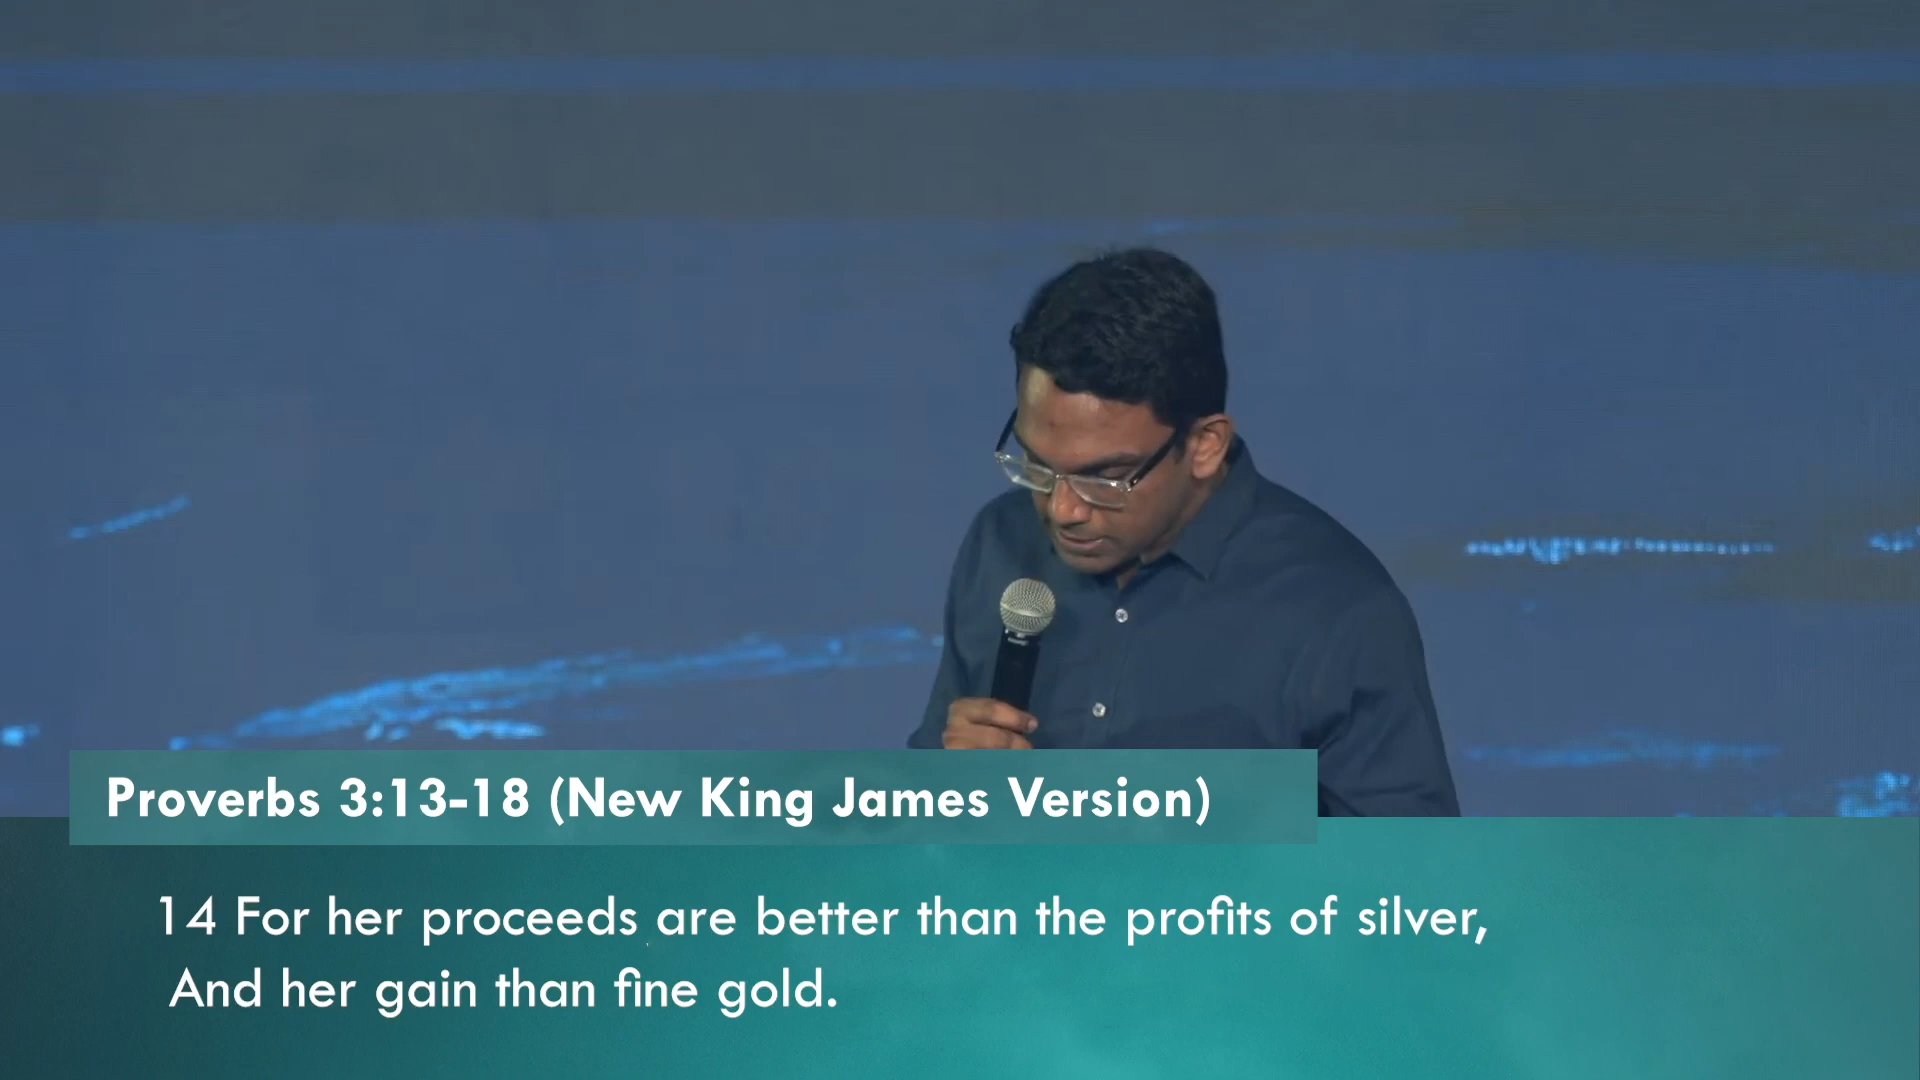 Proverbs 3:13-18 (New King James Version)
14 For her proceeds are better than the profits of silver,
And her gain than fine gold.